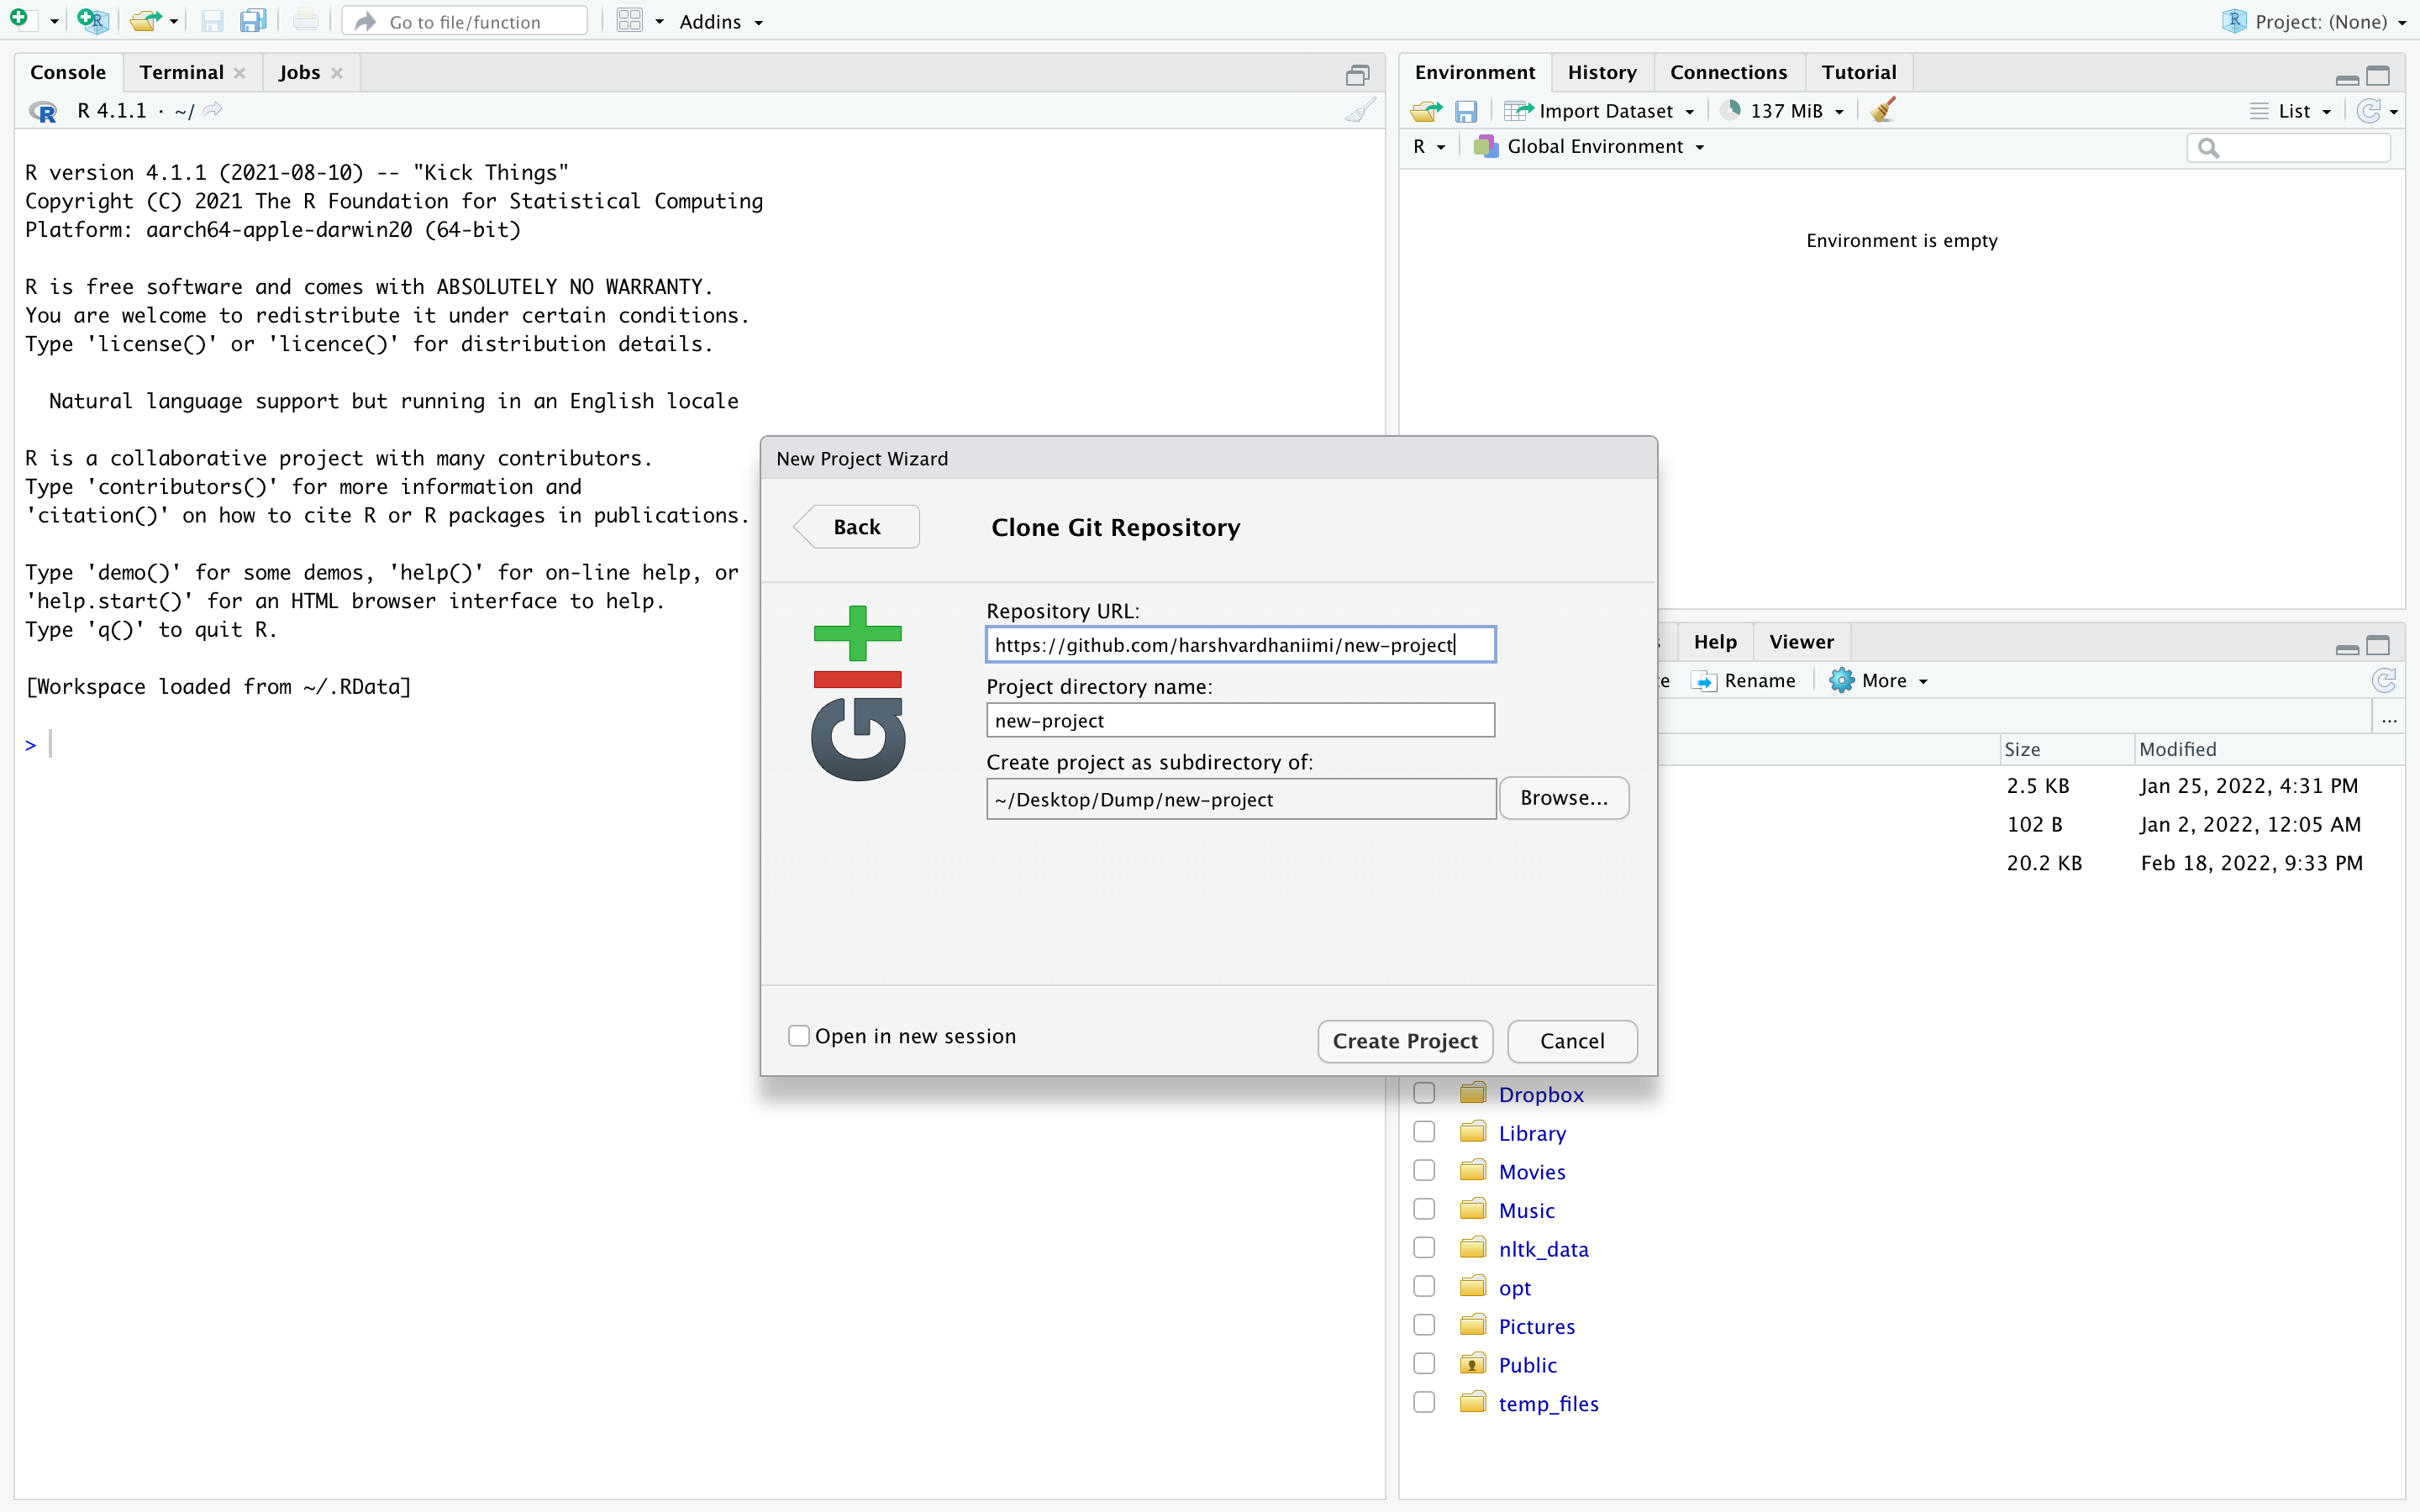 Go to file/function
Addins
Project: (None)
Console
Terminal
Jobs
R 4.1.1 · ~/
R version 4.1.1 (2021-08-10) -- "Kick Things"
Copyright (C) 2021 The R Foundation for Statistical Computing
Platform: aarch64-apple-darwin20 (64-bit)
R is free software and comes with ABSOLUTELY NO WARRANTY.
You are welcome to redistribute it under certain conditions.
Type 'license()' or 'licence()' for distribution details.
Natural language support but running in an English locale
R is a collaborative project with many contributors.
Type 'contributors()' for more information and
'citation()' on how to cite R or R packages in publications.
Type 'demo()' for some demos, 'help()' for on-line help, or
'help.start()' for an HTML browser interface to help.
Type 'q()' to quit R.
[Workspace loaded from ~/.RData]
>
Environment
History
Connections
Tutorial
Import Dataset
137 MiB
List
R
Global Environment
Environment is empty
New Project Wizard
Back
Clone Git Repository
GIt
Repository URL:
https://github.com/harshvardhaniimi/new-project
Project directory name:
new-project
Create project as subdirectory of:
~/Desktop/Dump/new-project
Browse...
Open in new session
Create Project
Cancel
Help
Viewer
Rename
More
...
Size
Modified
2.5 KB
Jan 25, 2022, 4:31 PM
102 B
Jan 2, 2022, 12:05 AM
20.2 KB
Feb 18, 2022, 9:33 PM
Dropbox
Library
Movies
Music
nltk_data
opt
Pictures
Public
temp_files